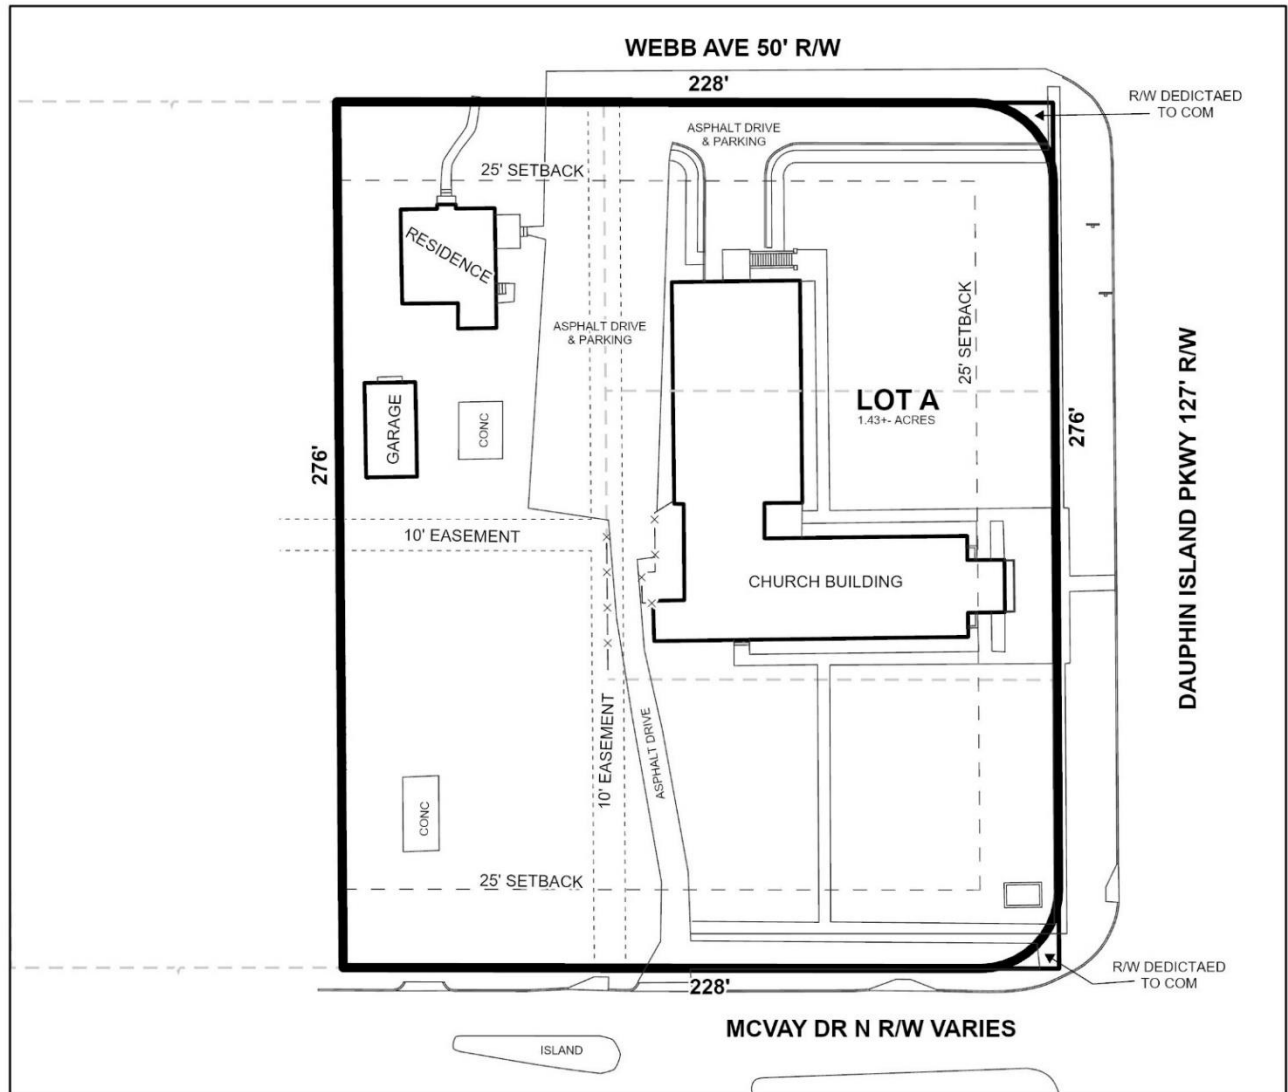 WEBB AVE 50' R/W
228'
R/W DEDICTAED
TO COM
ASPHALT DRIVE
& PARKING
25' SETBACK
RESIDENCE
25' SETBACK
ASPHALT DRIVE
& PARKING
LOT A
1.43+- ACRES
GARAGE
CONC
276'
276'
DAUPHIN ISLAND PKWY 127' R/W
10' EASEMENT
CHURCH BUILDING
10' EASEMENT
ASPHALT DRIVE
CONC
25' SETBACK
R/W DEDICTAED
TO COM
228'
MCVAY DR N R/W VARIES
ISLAND